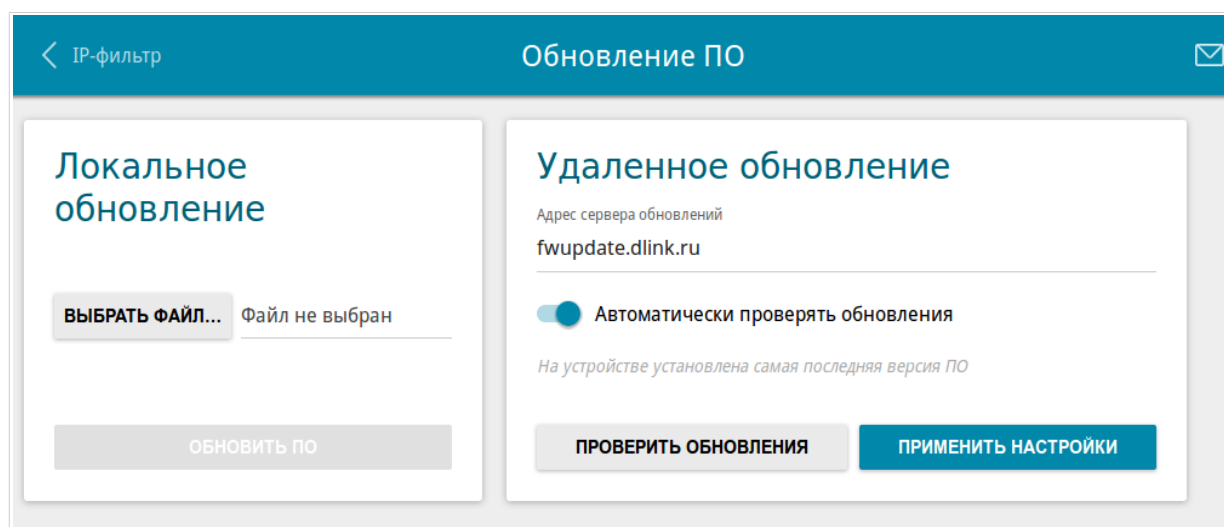 IP-фильтр
Обновление ПО
Локальное
обновление
ВЫБРАТЬ ФАЙЛ...
Файл не выбран
ОБНОВИТЬ ПО
Удаленное обновление
Адрес сервера обновлений
fwupdate.dlink.ru
Автоматически проверять обновления
На устройстве установлена самая последняя версия ПО
ПРОВЕРИТЬ ОБНОВЛЕНИЯ
ПРИМЕНИТЬ НАСТРОЙКИ